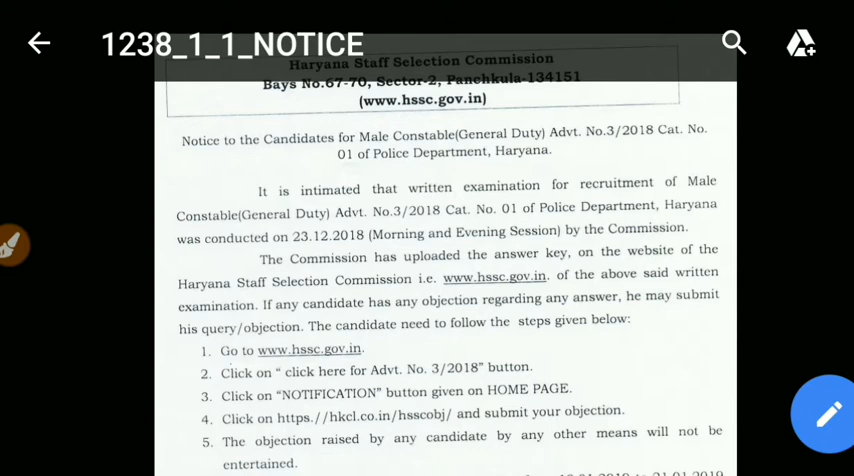 1238_1_1_NOTICE
Haryana Staff Selection Commission
Bays No.67-70, Sector-2, Panchkula-134151
(www.hssc.gov.in)
Notice to the Candidates for Male Constable(General Duty) Advt. No.3/2018 Cat. No.
01 of Police Department, Haryana.
It is intimated that written examination for recruitment of Male
Constable(General Duty) Advt. No.3/2018 Cat. No. 01 of Police Department, Haryana
was conducted on 23.12.2018 (Morning and Evening Session) by the Commission.
The Commission has uploaded the answer key, on the website of the
Haryana Staff Selection Commission i.e. www.hssc.gov.in. of the above said written
examination. If any candidate has any objection regarding any answer, he may submit
his query/objection. The candidate need to follow the steps given below:
1. Go to www.hssc.gov.in.
2. Click on “ click here for Advt. No. 3/2018” button.
3. Click on “NOTIFICATION” button given on HOME PAGE.
4. Click on https.//hkcl.co.in/hsscobj/ and submit your objection.
5. The objection raised by any candidate by any other means will not be
entertained.
21.01.2019